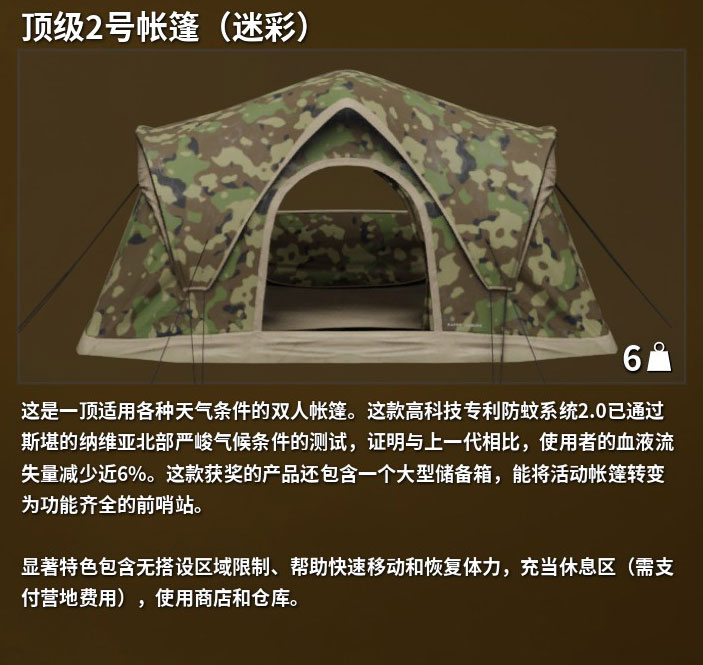 顶级2号帐篷（迷彩）
6
这是一顶适用各种天气条件的双人帐篷。这款高科技专利防蚊系统2.0已通过
斯堪的纳维亚北部严峻气候条件的测试，证明与上一代相比，使用者的血液流
失量减少近6%。这款获奖的产品还包含一个大型储备箱，能将活动帐篷转变
为功能齐全的前哨站。
显著特色包含无搭设区域限制、帮助快速移动和恢复体力，充当休息区（需支
付营地费用），使用商店和仓库。